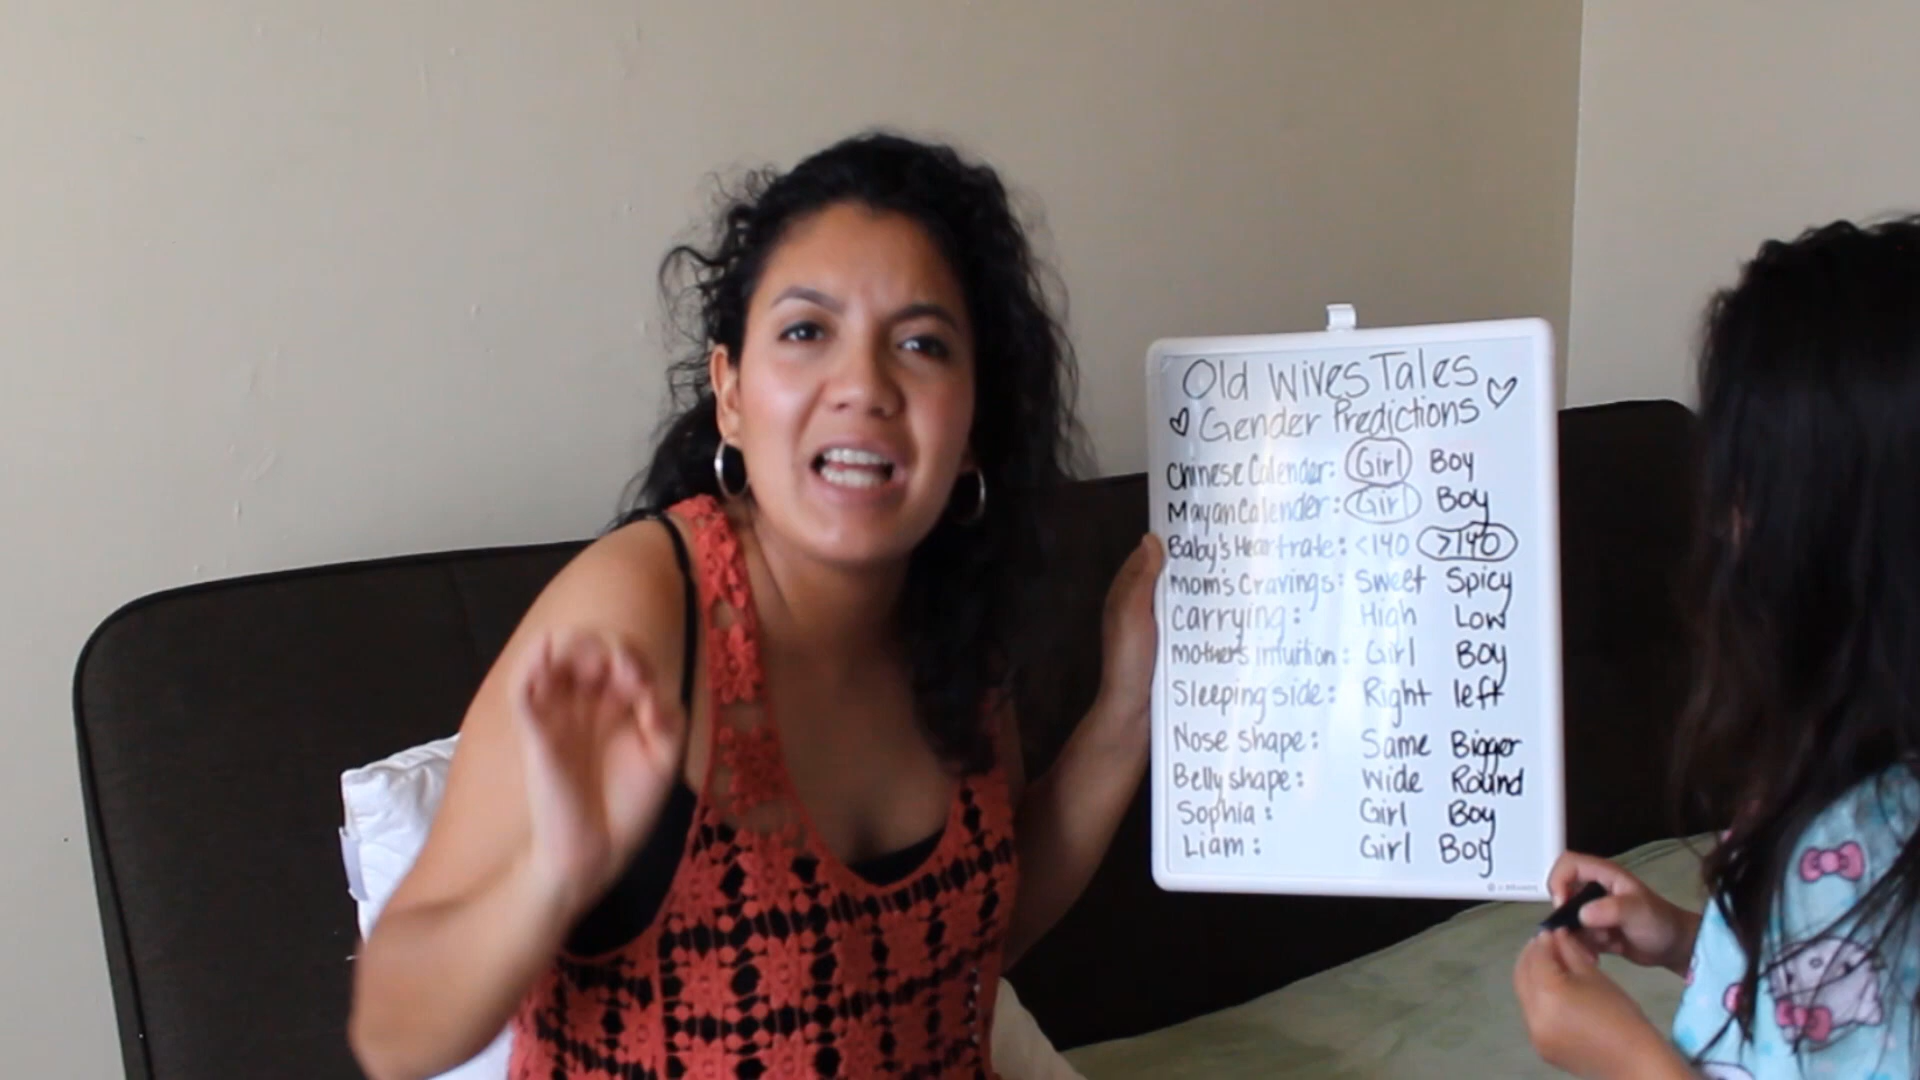 Old Wives Tales
Gender Predictions
Chinese Calender: Girl Boy
Mayan Calender: Girl Boy
Baby's Heartrate: <140 >140
Mom's Cravings: Sweet Spicy
Carrying: High Low
mother's intuition: Girl Boy
Sleeping side: Right left
Nose shape: Same Bigger
Belly shape: Wide Round
Sophia: Girl Boy
Liam: Girl Boy